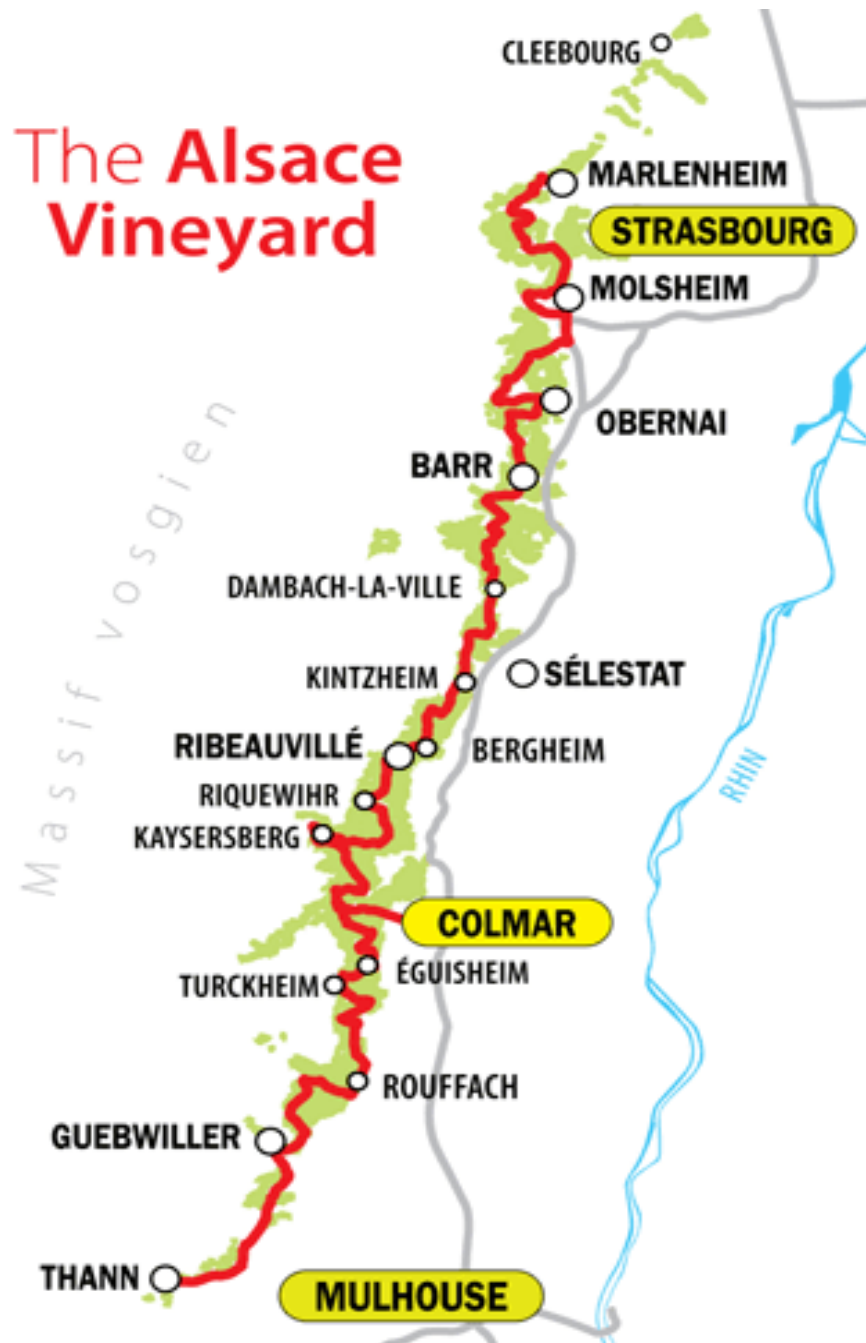 CLEEBOURG
The Alsace
Vineyard
MARLENHEIM
STRASBOURG
MOLSHEIM
OBERNAI
BARR
Massif vosgien
DAMBACH-LA-VILLE
KINTZHEIM
SÉLESTAT
RIBEAUVILLÉ
BERGHEIM
RHIN
RIQUEWIHR
KAYSERSBERG
COLMAR
ÉGUISHEIM
TURCKHEIM
ROUFFACH
GUEBWILLER
THANN
MULHOUSE